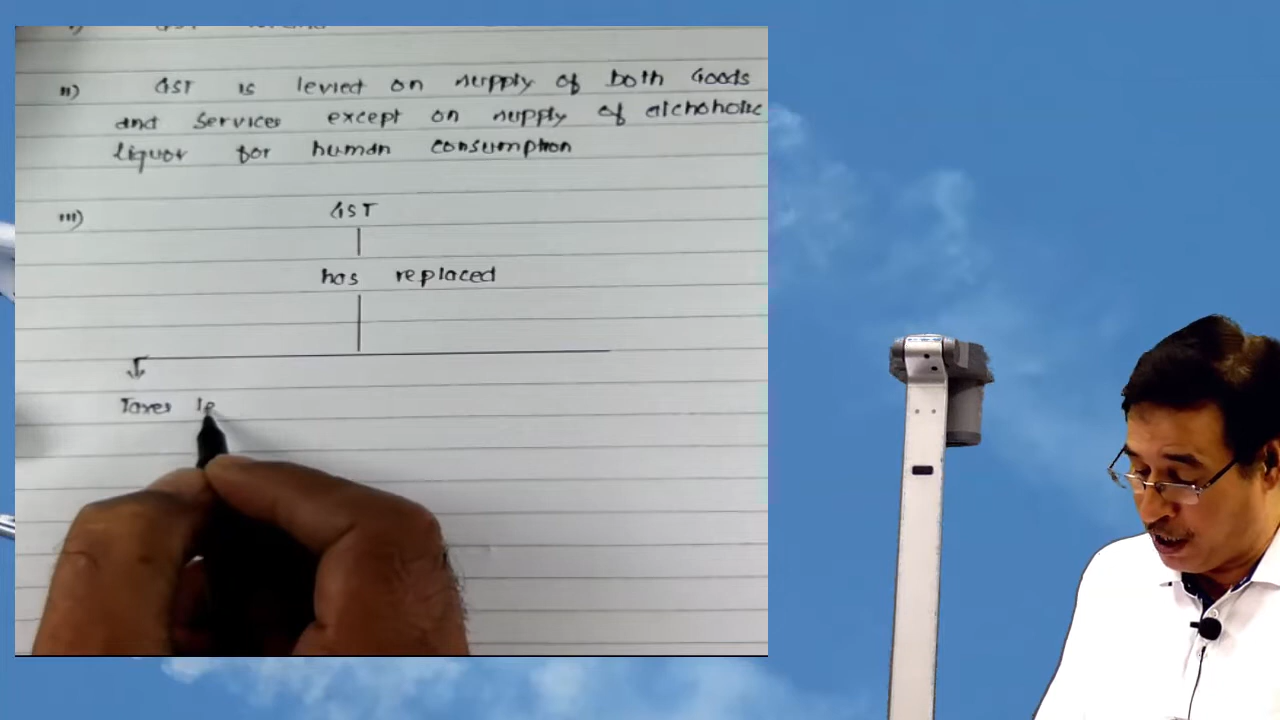 ii) GST is levied on supply of both Goods
and Services except on supply of alchoholic
liquor for human consumption
iii) GST
has replaced
Taxes le